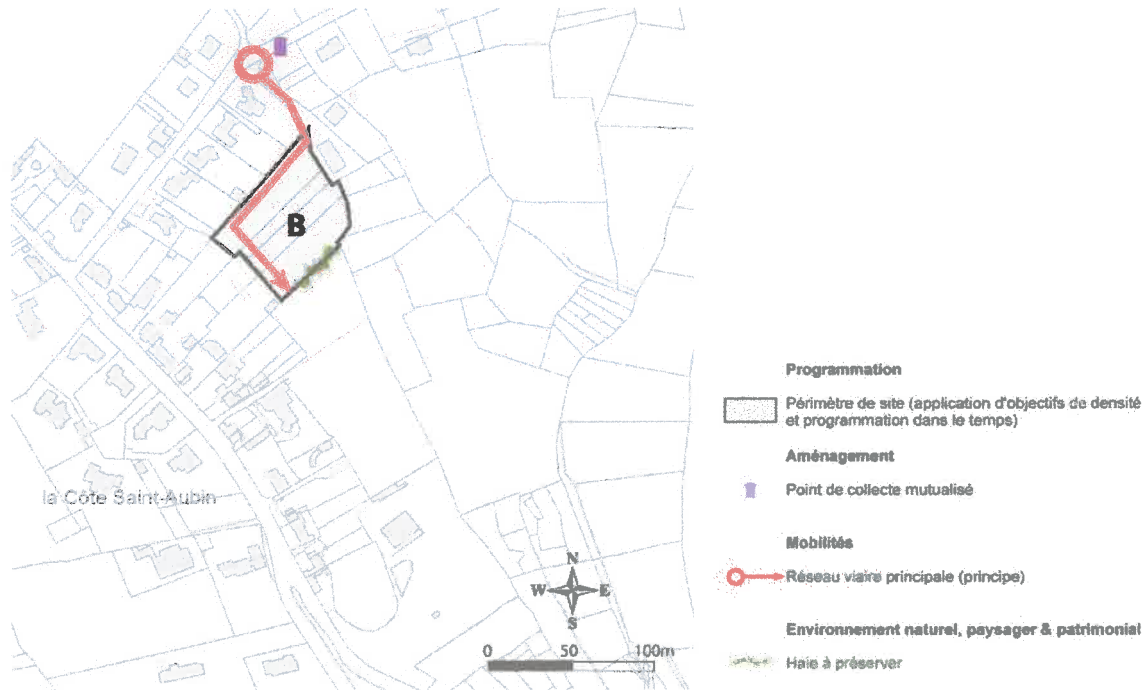 B
la Côte Saint-Aubin
N
W E
S
0 50 100m
Programmation
Périmètre de site (application d'objectifs de densité
et programmation dans le temps)
Aménagement
Point de collecte mutualisé
Mobilités
Réseau viaire principale (principe)
Environnement naturel, paysager & patrimonial
Haie à préserver